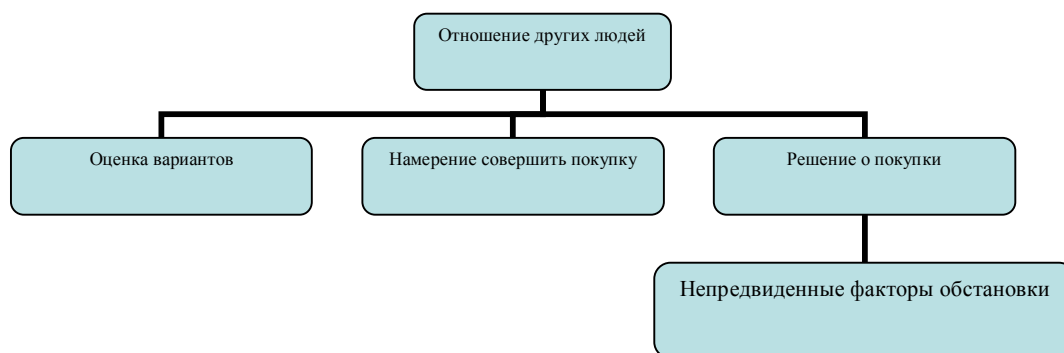 Отношение других людей
Оценка вариантов
Намерение совершить покупку
Решение о покупки
Непредвиденные факторы обстановки